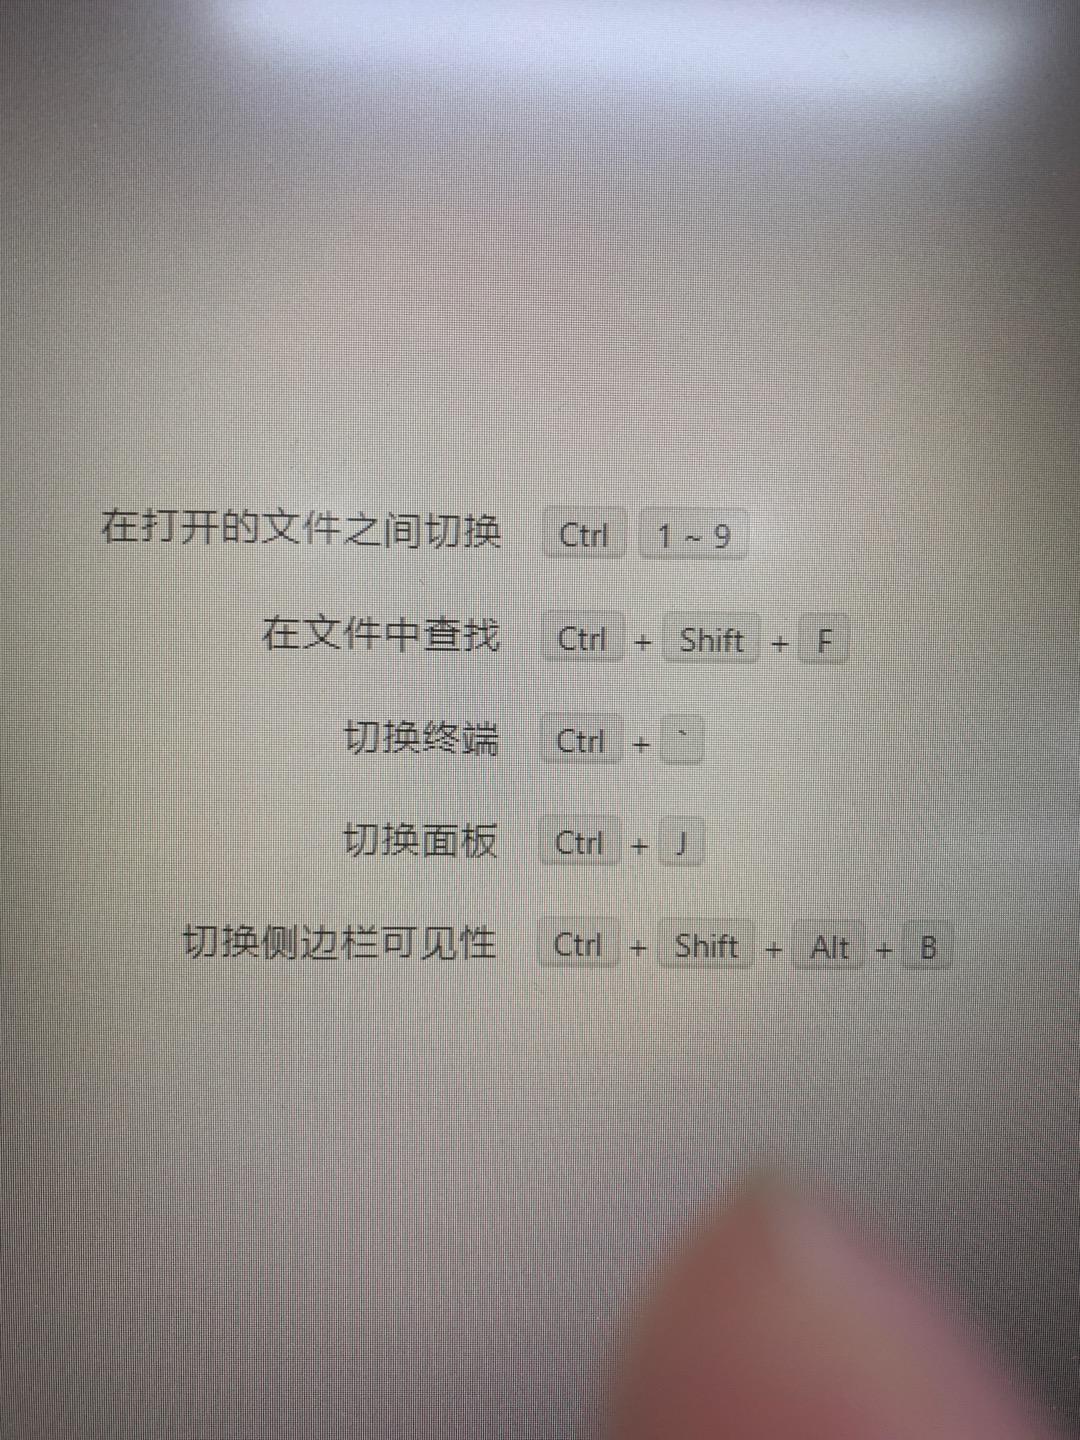 在打开的文件之间切换 Ctrl 1 ~ 9
在文件中查找 Ctrl + Shift + F
切换终端 Ctrl + `
切换面板 Ctrl + J
切换侧边栏可见性 Ctrl + Shift + Alt + B